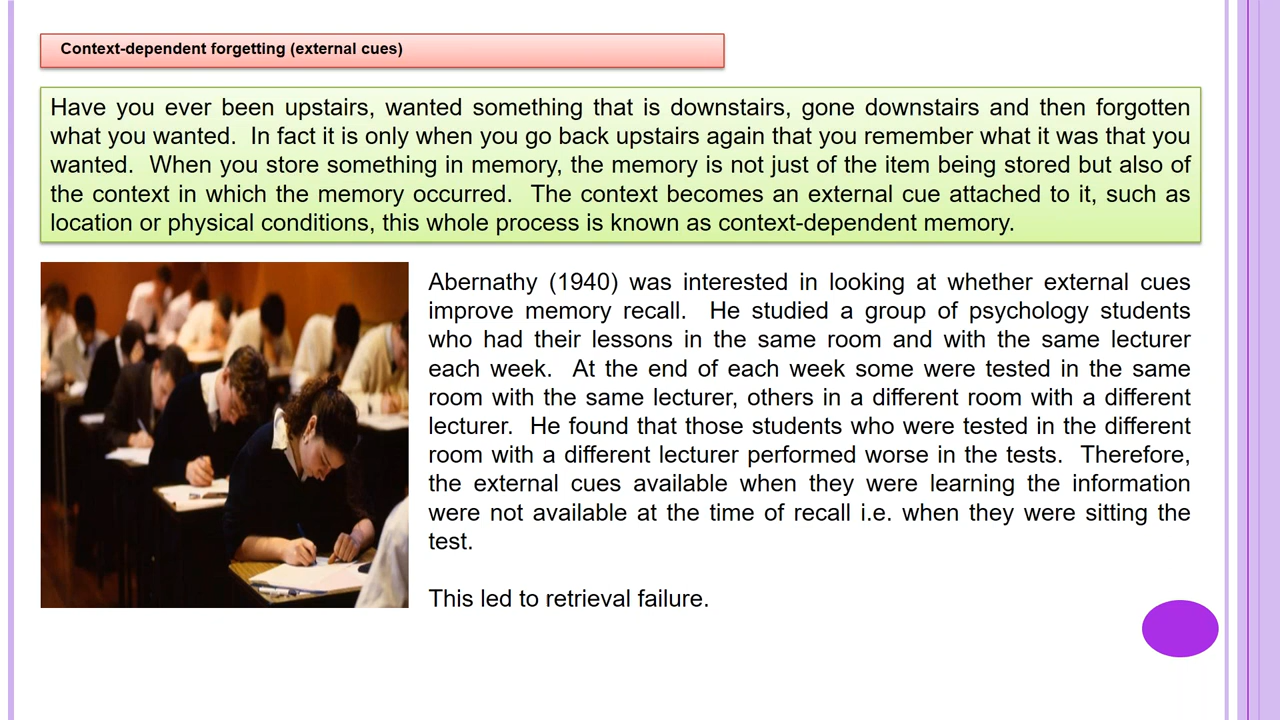 Context-dependent forgetting (external cues)
Have you ever been upstairs, wanted something that is downstairs, gone downstairs and then forgotten
what you wanted.  In fact it is only when you go back upstairs again that you remember what it was that you
wanted.  When you store something in memory, the memory is not just of the item being stored but also of
the context in which the memory occurred.  The context becomes an external cue attached to it, such as
location or physical conditions, this whole process is known as context-dependent memory.
Abernathy (1940) was interested in looking at whether external cues
improve memory recall.  He studied a group of psychology students
who had their lessons in the same room and with the same lecturer
each week.  At the end of each week some were tested in the same
room with the same lecturer, others in a different room with a different
lecturer.  He found that those students who were tested in the different
room with a different lecturer performed worse in the tests.  Therefore,
the external cues available when they were learning the information
were not available at the time of recall i.e. when they were sitting the
test.
This led to retrieval failure.